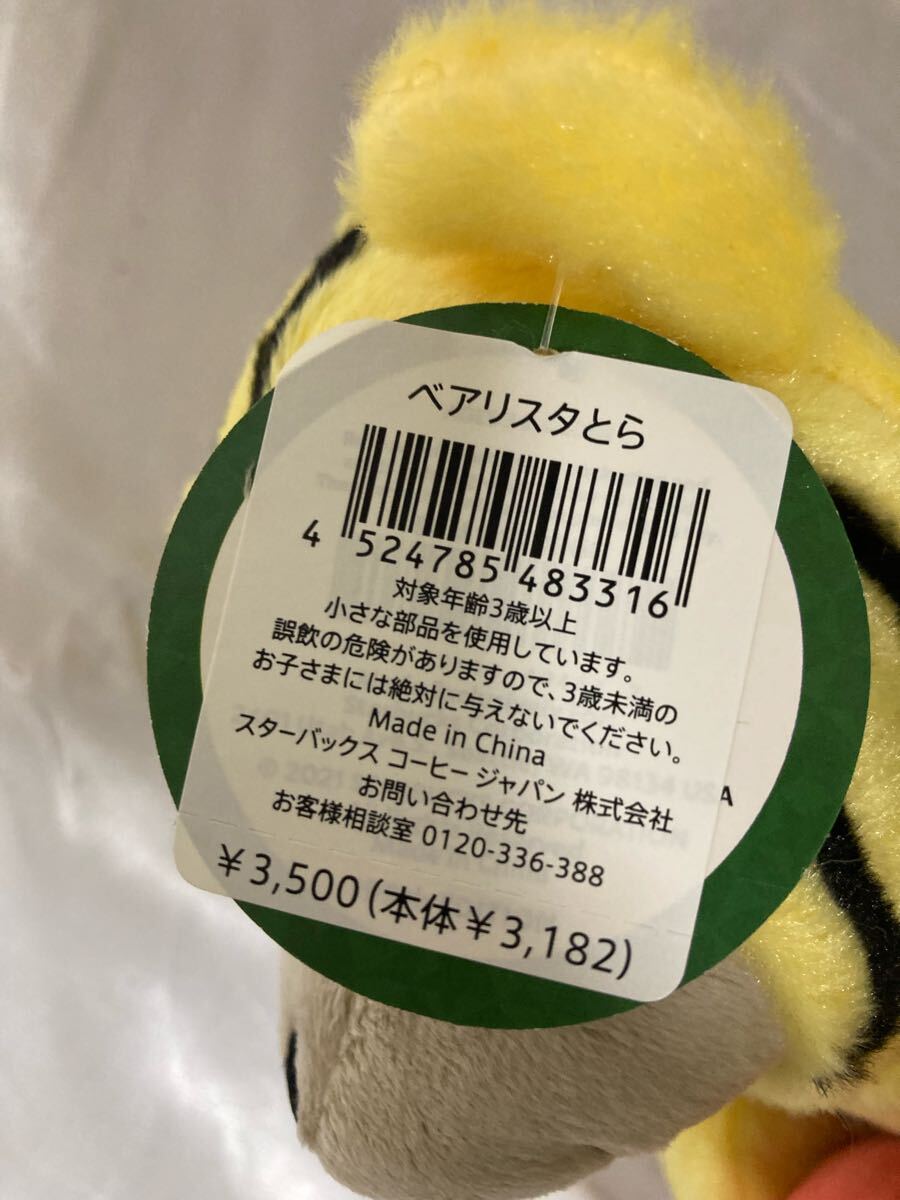 ベアリスタとら
4 524785 483316
対象年齢3歳以上
小さな部品を使用しています。
誤飲の危険がありますので、3歳未満の
お子さまには絶対に与えないでください。
Made in China
スターバックス コーヒー ジャパン 株式会社
お問い合わせ先
お客様相談室 0120-336-388
¥3,500(本体¥3,182)
WA 98134 USA
© 2021